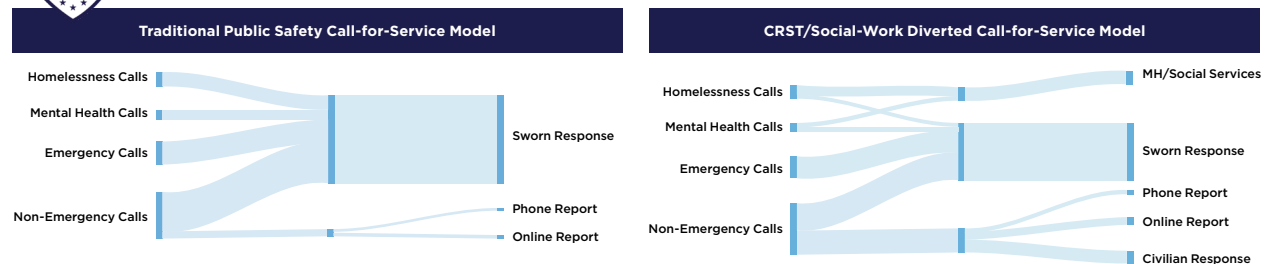 Traditional Public Safety Call-for-Service Model
Homelessness Calls
Mental Health Calls
Emergency Calls
Non-Emergency Calls
Sworn Response
Phone Report
Online Report
CRST/Social-Work Diverted Call-for-Service Model
Homelessness Calls
Mental Health Calls
Emergency Calls
Non-Emergency Calls
MH/Social Services
Sworn Response
Phone Report
Online Report
Civilian Response